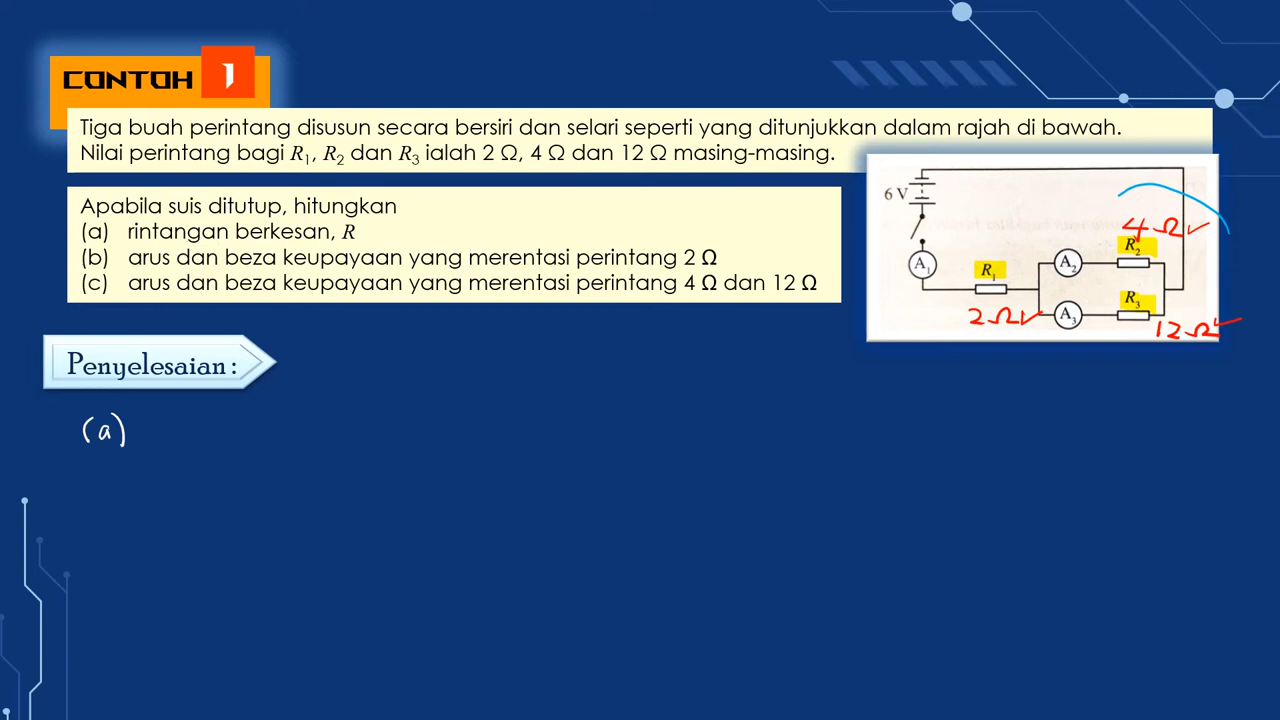 CONTOH 1
Tiga buah perintang disusun secara bersiri dan selari seperti yang ditunjukkan dalam rajah di bawah.
Nilai perintang bagi R₁, R₂ dan R₃ ialah 2 Ω, 4 Ω dan 12 Ω masing-masing.
Apabila suis ditutup, hitungkan
(a) rintangan berkesan, R
(b) arus dan beza keupayaan yang merentasi perintang 2 Ω
(c) arus dan beza keupayaan yang merentasi perintang 4 Ω dan 12 Ω
6 V
4 Ω
R₂
A₁
A₂
R₁
R₃
2 Ω
A₃
12 Ω
Penyelesaian :
(a)